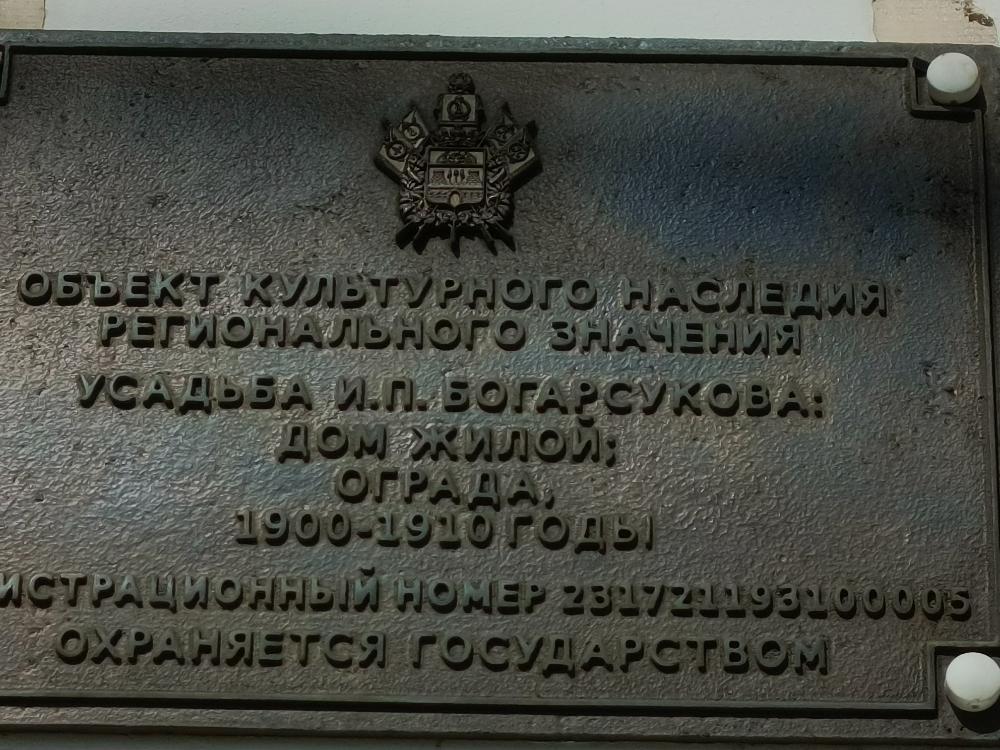 ОБЪЕКТ КУЛЬТУРНОГО НАСЛЕДИЯ
РЕГИОНАЛЬНОГО ЗНАЧЕНИЯ
УСАДЬБА И.П. БОГАРСУКОВА:
ДОМ ЖИЛОЙ;
ОГРАДА,
1900-1910 ГОДЫ
ИСТРАЦИОННЫЙ НОМЕР 231721193100005
ОХРАНЯЕТСЯ ГОСУДАРСТВОМ